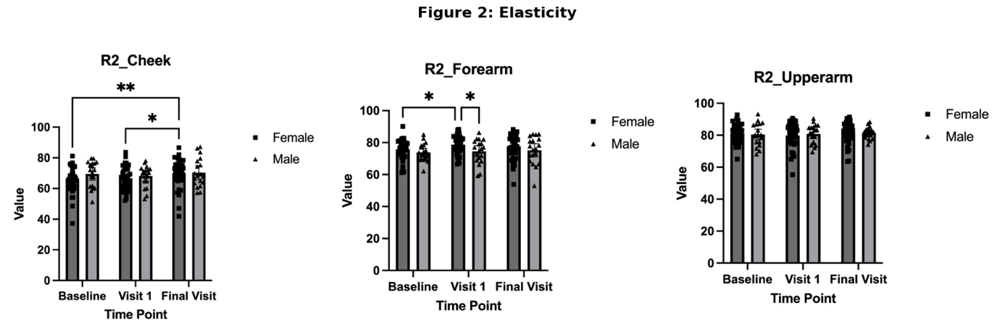 Figure 2: Elasticity
R2_Cheek
**
*
100
80
60
40
20
0
Value
Baseline Visit 1 Final Visit
Time Point
Female
Male
R2_Forearm
* *
100
80
60
40
20
0
Value
Baseline Visit 1 Final Visit
Time Point
Female
Male
R2_Upperarm
100
80
60
40
20
0
Value
Baseline Visit 1 Final Visit
Time Point
Female
Male